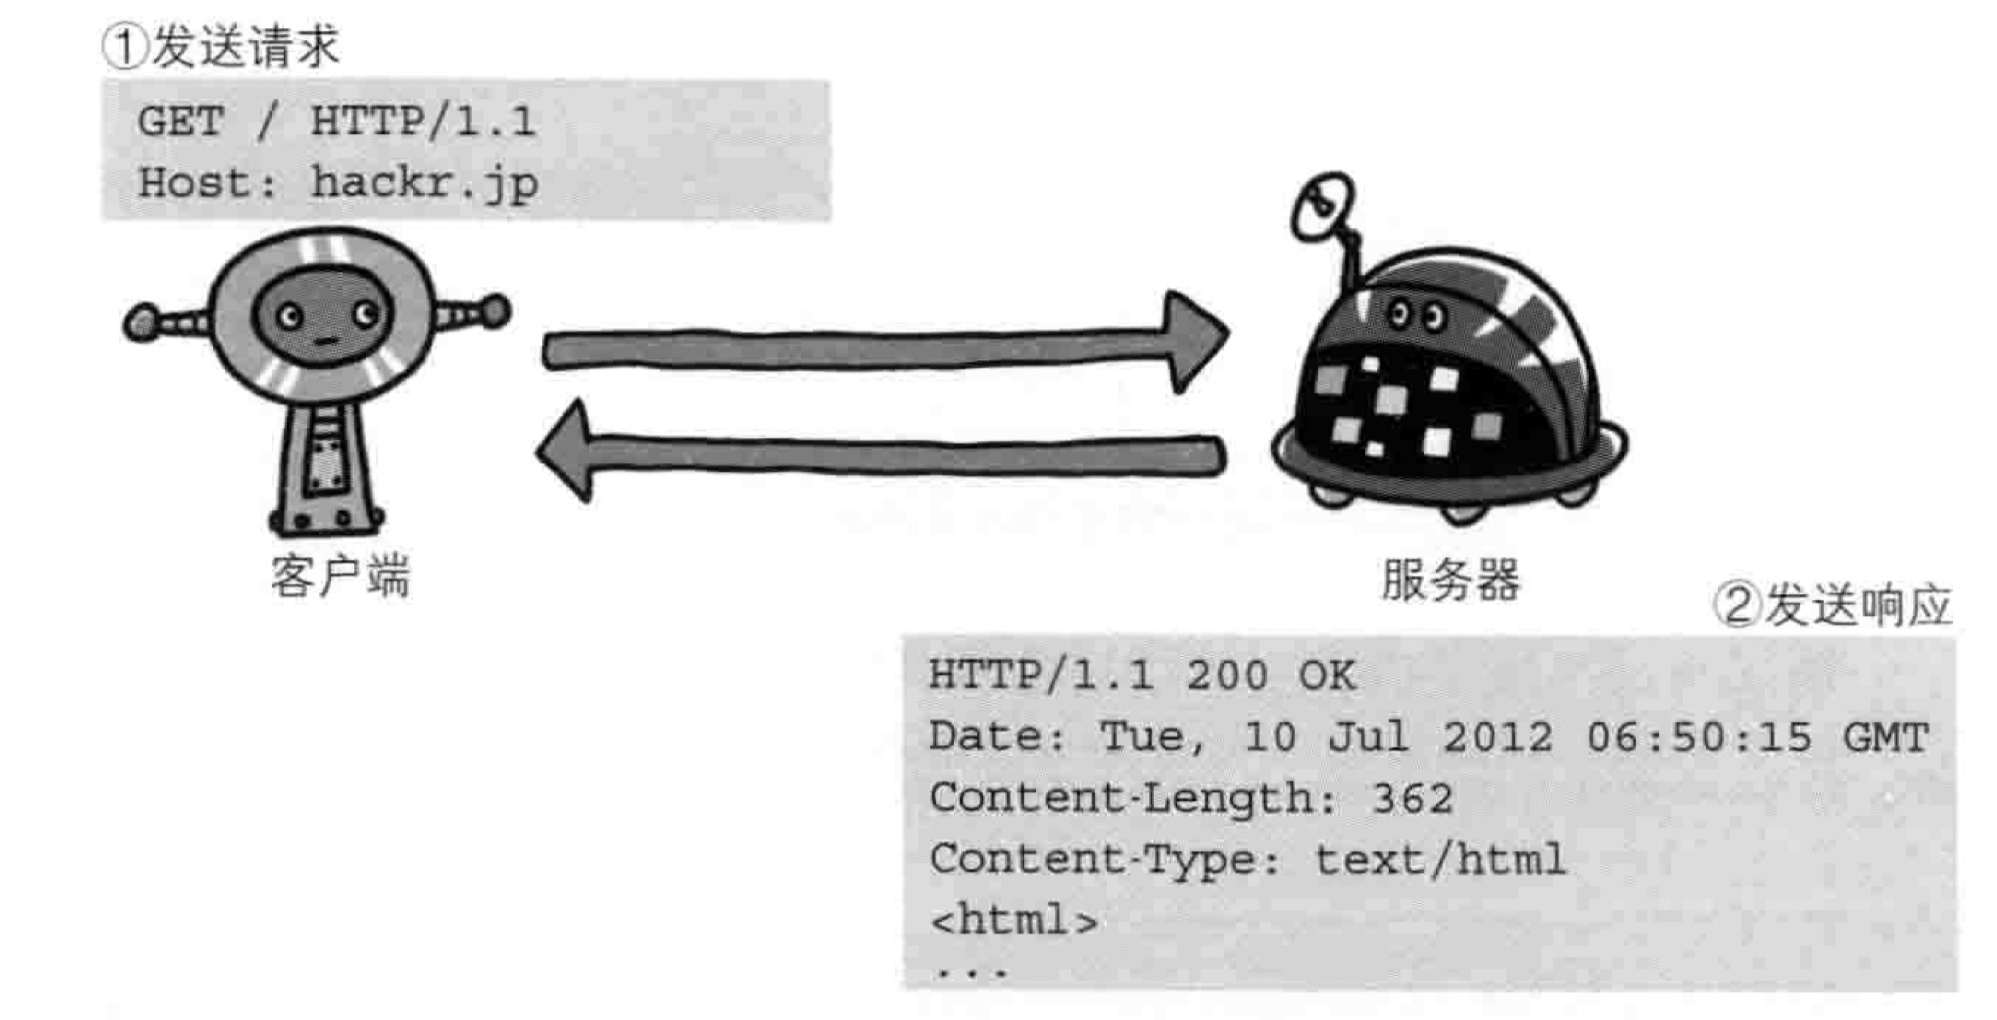 ①发送请求
GET / HTTP/1.1
Host: hackr.jp
客户端
服务器
②发送响应
HTTP/1.1 200 OK
Date: Tue, 10 Jul 2012 06:50:15 GMT
Content-Length: 362
Content-Type: text/html
<html>
...